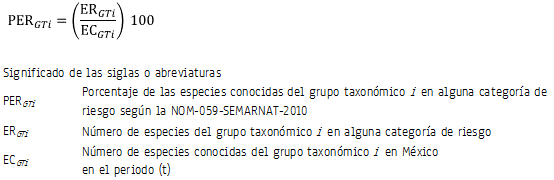 PER_GTi = (ER_GTi / EC_GTi) 100
Significado de las siglas o abreviaturas
PER_GTi Porcentaje de las especies conocidas del grupo taxonómico i en alguna categoría de
riesgo según la NOM-059-SEMARNAT-2010
ER_GTi Número de especies del grupo taxonómico i en alguna categoría de riesgo
EC_GTi Número de especies conocidas del grupo taxonómico i en México
en el periodo (t)